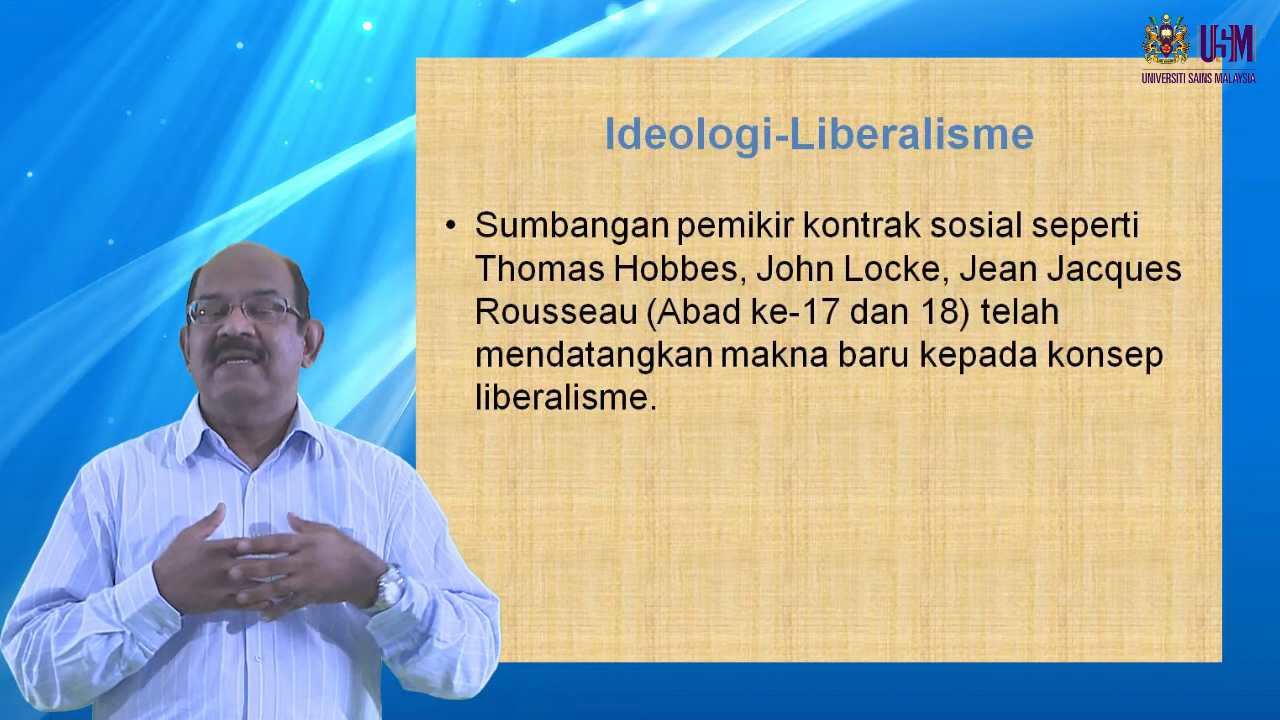 USM
UNIVERSITI SAINS MALAYSIA
Ideologi-Liberalisme
• Sumbangan pemikir kontrak sosial seperti
Thomas Hobbes, John Locke, Jean Jacques
Rousseau (Abad ke-17 dan 18) telah
mendatangkan makna baru kepada konsep
liberalisme.